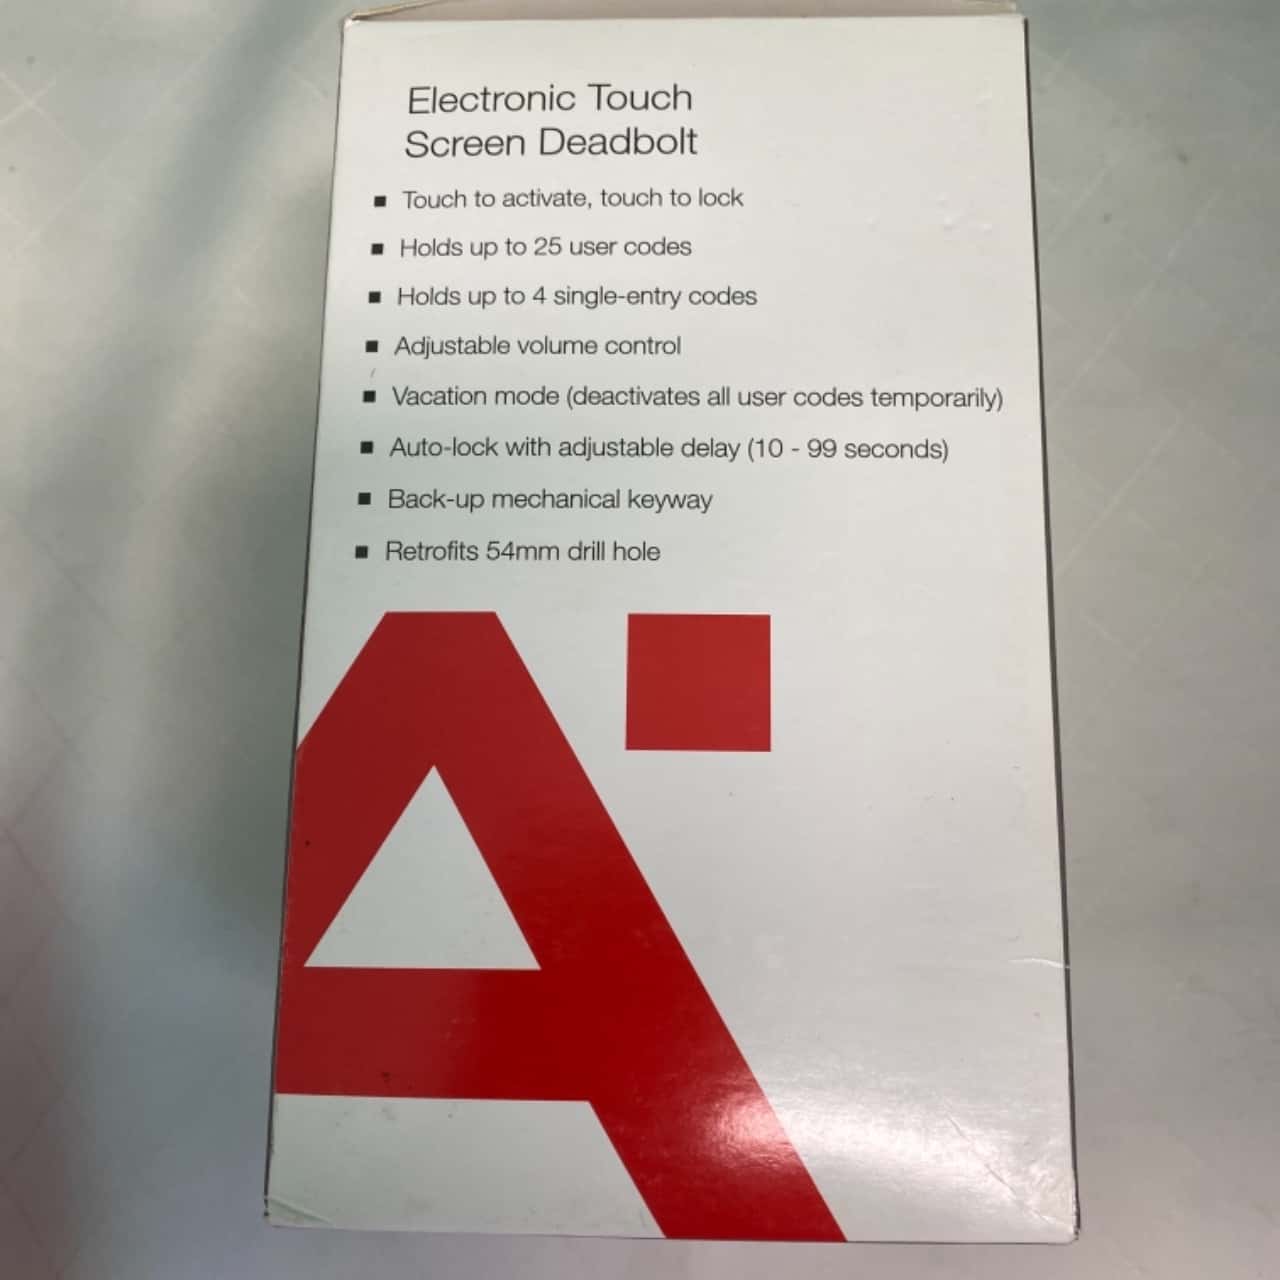 Electronic Touch
Screen Deadbolt
▪ Touch to activate, touch to lock
▪ Holds up to 25 user codes
▪ Holds up to 4 single-entry codes
▪ Adjustable volume control
▪ Vacation mode (deactivates all user codes temporarily)
▪ Auto-lock with adjustable delay (10 - 99 seconds)
▪ Back-up mechanical keyway
▪ Retrofits 54mm drill hole